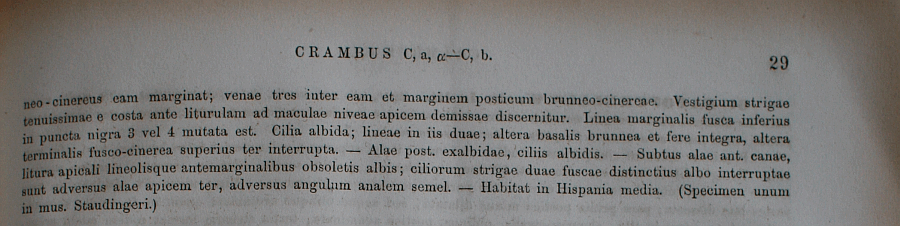 CRAMBUS C, a, α—C, b.
29
neo-cinereus eam marginat; venae tres inter eam et marginem posticum brunneo-cinereae. Vestigium strigae
tenuissimae e costa ante lituralam ad maculae niveae apicem demissae discernitur. Linea marginalis fusca inferius
in puncta nigra 3 vel 4 mutata est. Cilia albida; lineae in iis duae; altera basalis brunnea et fere integra, altera
terminalis fusco-cinerea superius ter interrupta. — Alae post. exalbidae, ciliis albidis. — Subtus alae ant. canae,
litura apicali lineolisque antemarginalibus obsoletis albis; ciliorum strigae duae fuscae distinctius albo interruptae
sunt adversus alae apicem ter, adversus angulum analem semel. — Habitat in Hispania media. (Specimen unum
in mus. Staudingeri.)